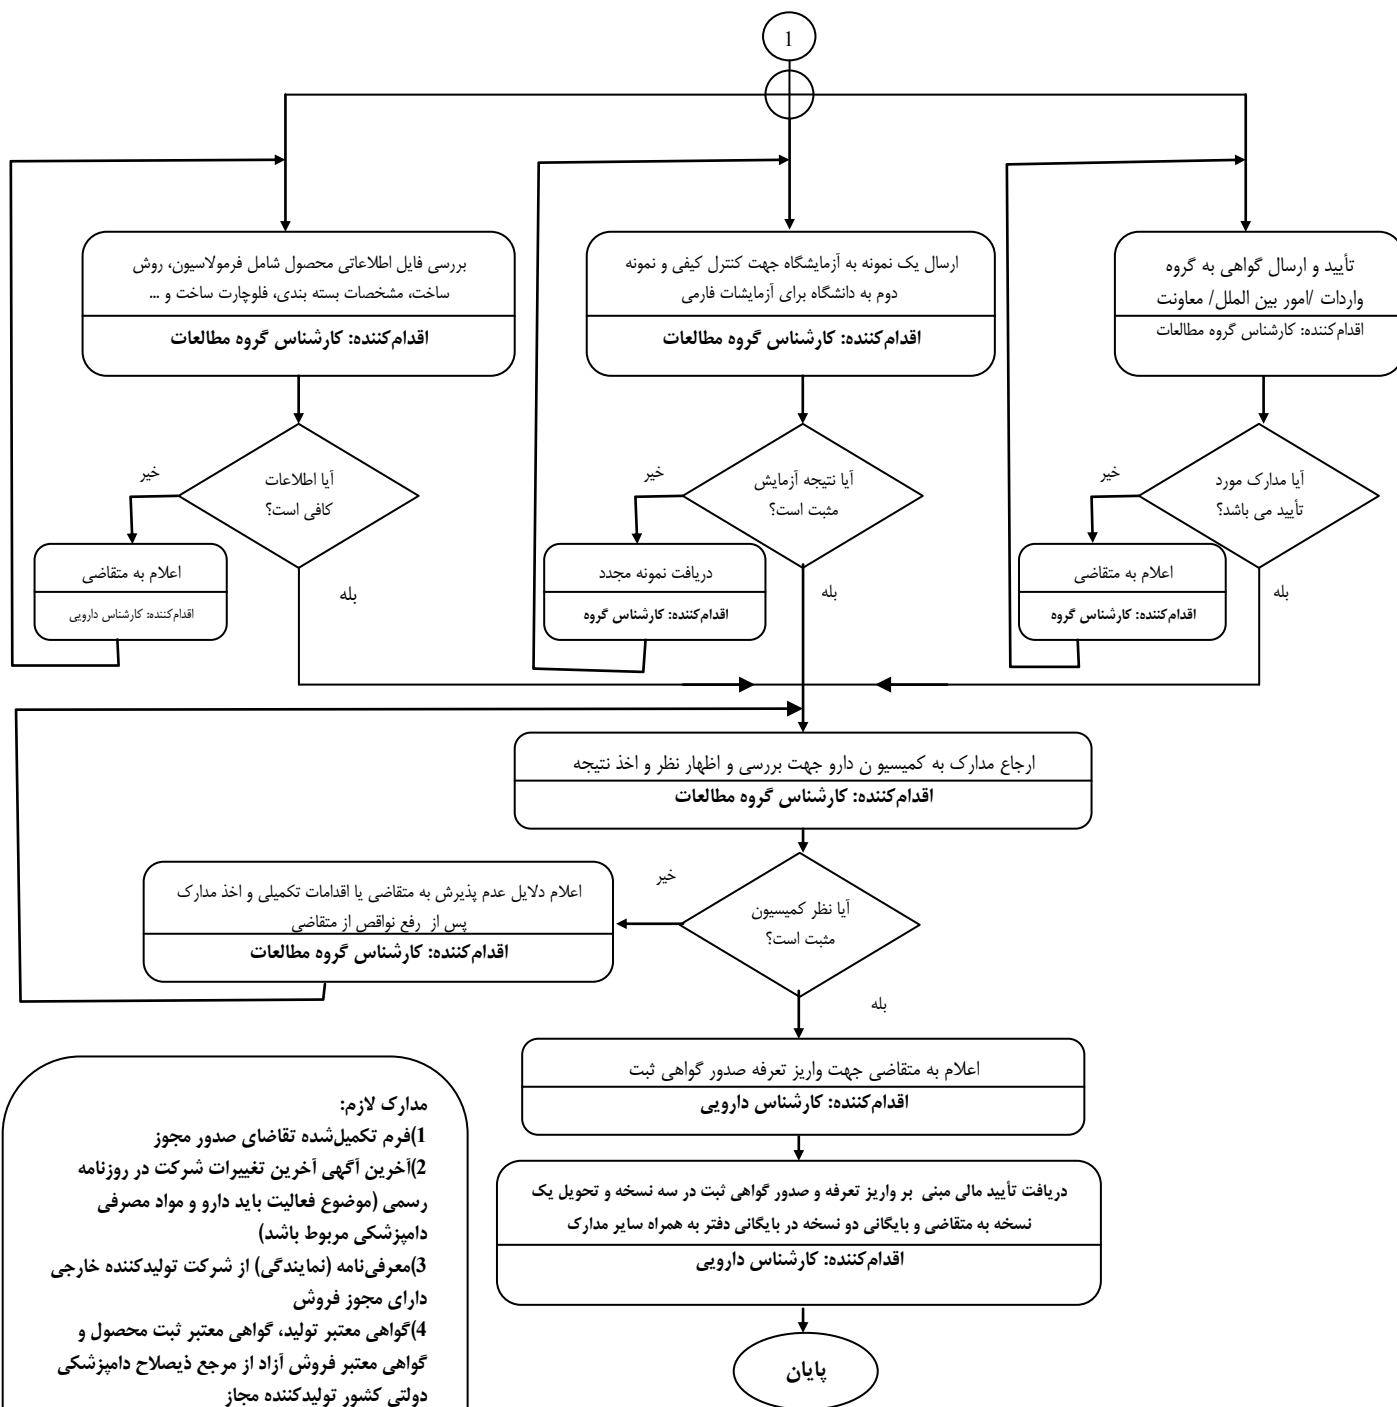 1
تأیید و ارسال گواهی به گروه
واردات /امور بین الملل/ معاونت
اقدام‌کننده: کارشناس گروه مطالعات
ارسال یک نمونه به آزمایشگاه جهت کنترل کیفی و نمونه
دوم به دانشگاه برای آزمایشات فارمی
اقدام‌کننده: کارشناس گروه مطالعات
بررسی فایل اطلاعاتی محصول شامل فرمولاسیون، روش
ساخت، مشخصات بسته بندی، فلوچارت ساخت و ...
اقدام‌کننده: کارشناس گروه مطالعات
آیا مدارک مورد
تأیید می باشد؟
خیر
بله
اعلام به متقاضی
اقدام‌کننده: کارشناس گروه
آیا نتیجه آزمایش
مثبت است؟
خیر
بله
دریافت نمونه مجدد
اقدام‌کننده: کارشناس گروه
آیا اطلاعات
کافی است؟
خیر
بله
اعلام به متقاضی
اقدام‌کننده: کارشناس دارویی
ارجاع مدارک به کمیسیو ن دارو جهت بررسی و اظهار نظر و اخذ نتیجه
اقدام‌کننده: کارشناس گروه مطالعات
آیا نظر کمیسیون
مثبت است؟
خیر
بله
اعلام دلایل عدم پذیرش به متقاضی یا اقدامات تکمیلی و اخذ مدارک
پس از رفع نواقص از متقاضی
اقدام‌کننده: کارشناس گروه مطالعات
اعلام به متقاضی جهت واریز تعرفه صدور گواهی ثبت
اقدام‌کننده: کارشناس دارویی
دریافت تأیید مالی مبنی بر واریز تعرفه و صدور گواهی ثبت در سه نسخه و تحویل یک
نسخه به متقاضی و بایگانی دو نسخه در بایگانی دفتر به همراه سایر مدارک
اقدام‌کننده: کارشناس دارویی
پایان
مدارک لازم:
1)فرم تکمیل‌شده تقاضای صدور مجوز
2)آخرین آگهی آخرین تغییرات شرکت در روزنامه
رسمی (موضوع فعالیت باید دارو و مواد مصرفی
دامپزشکی مربوط باشد)
3)معرفی‌نامه (نمایندگی) از شرکت تولیدکننده خارجی
دارای مجوز فروش
4)گواهی معتبر تولید، گواهی معتبر ثبت محصول و
گواهی معتبر فروش آزاد از مرجع ذیصلاح دامپزشکی
دولتی کشور تولیدکننده مجاز